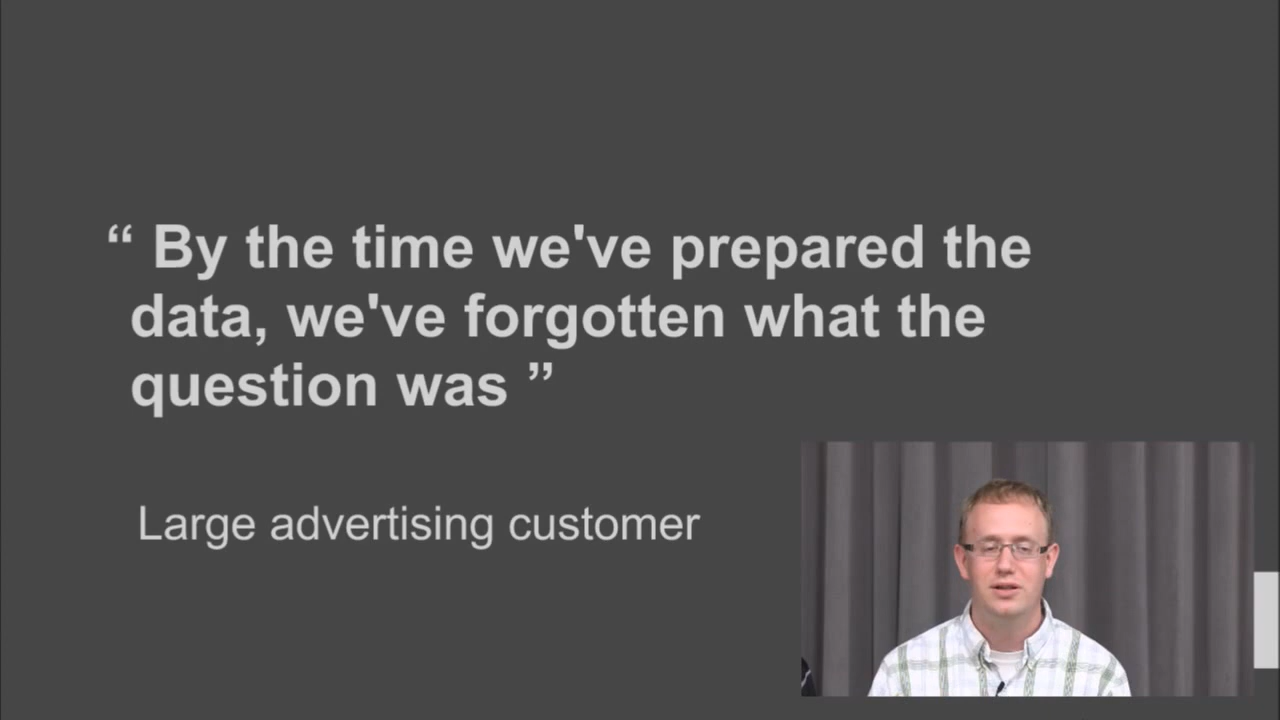 “ By the time we've prepared the
data, we've forgotten what the
question was ”
Large advertising customer